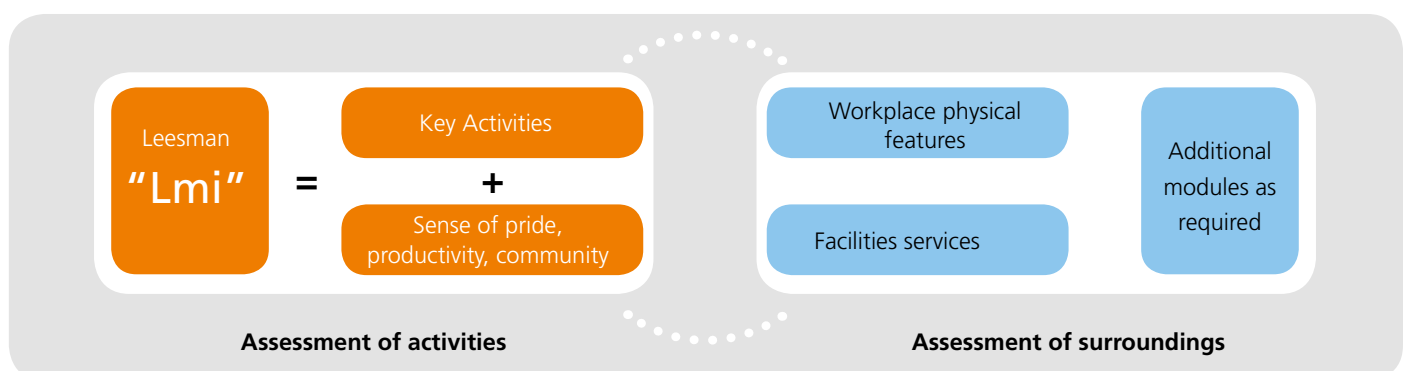 Leesman
“Lmi”
=
Key Activities
+
Sense of pride,
productivity, community
Assessment of activities
Workplace physical
features
Facilities services
Additional
modules as
required
Assessment of surroundings